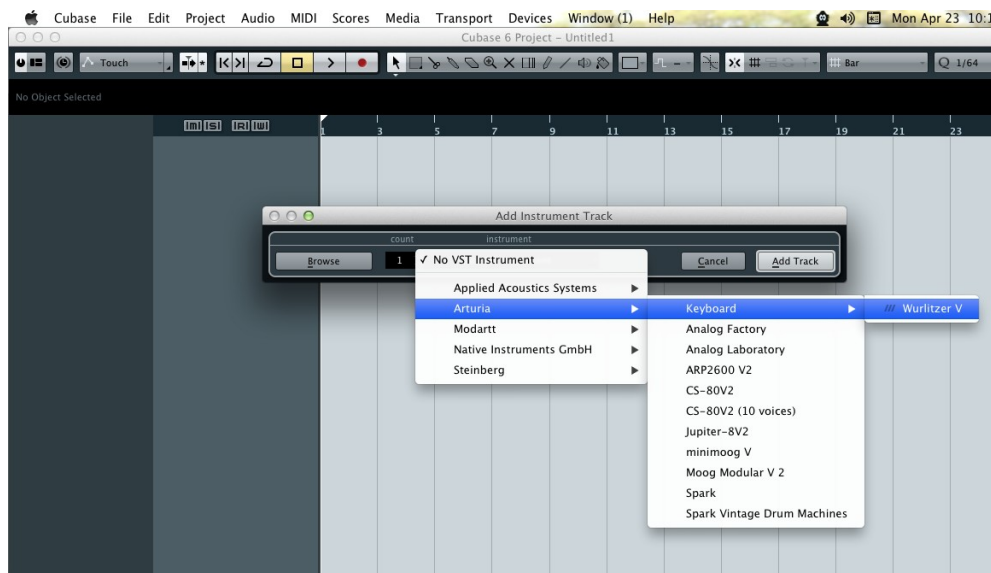 Cubase File Edit Project Audio MIDI Scores Media Transport Devices Window (1) Help Mon Apr 23 10:1
Cubase 6 Project - Untitled1
Touch Bar Q 1/64
No Object Selected
m S R W
1 3 5 7 9 11 13 15 17 19 21 23
Add Instrument Track
count instrument
Browse 1 ✓ No VST Instrument Cancel Add Track
Applied Acoustics Systems
Arturia Keyboard Wurlitzer V
Modartt Analog Factory
Native Instruments GmbH Analog Laboratory
Steinberg ARP2600 V2
CS-80V2
CS-80V2 (10 voices)
Jupiter-8V2
minimoog V
Moog Modular V 2
Spark
Spark Vintage Drum Machines